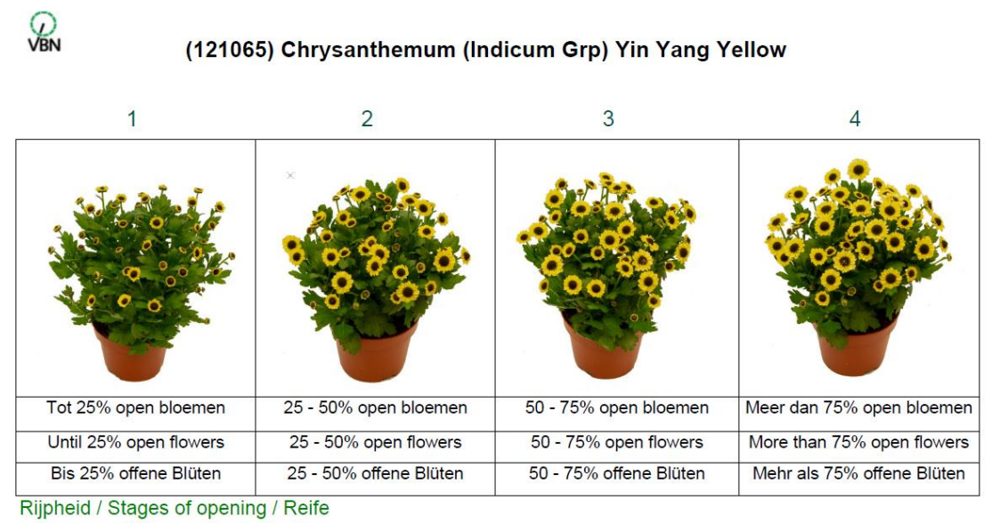 VBN
(121065) Chrysanthemum (Indicum Grp) Yin Yang Yellow
1 2 3 4
Tot 25% open bloemen 25 - 50% open bloemen 50 - 75% open bloemen Meer dan 75% open bloemen
Until 25% open flowers 25 - 50% open flowers 50 - 75% open flowers More than 75% open flowers
Bis 25% offene Blüten 25 - 50% offene Blüten 50 - 75% offene Blüten Mehr als 75% offene Blüten
Rijpheid / Stages of opening / Reife